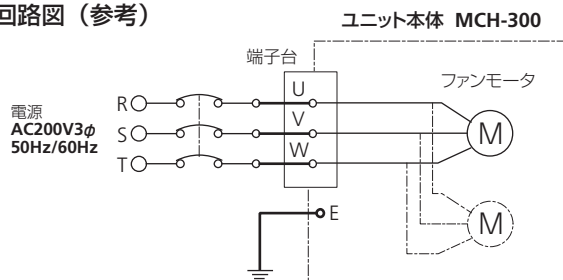 回路図（参考）
ユニット本体 MCH-300
端子台
ファンモータ
電源
AC200V3φ
50Hz/60Hz
R
S
T
U
V
W
M
E
M